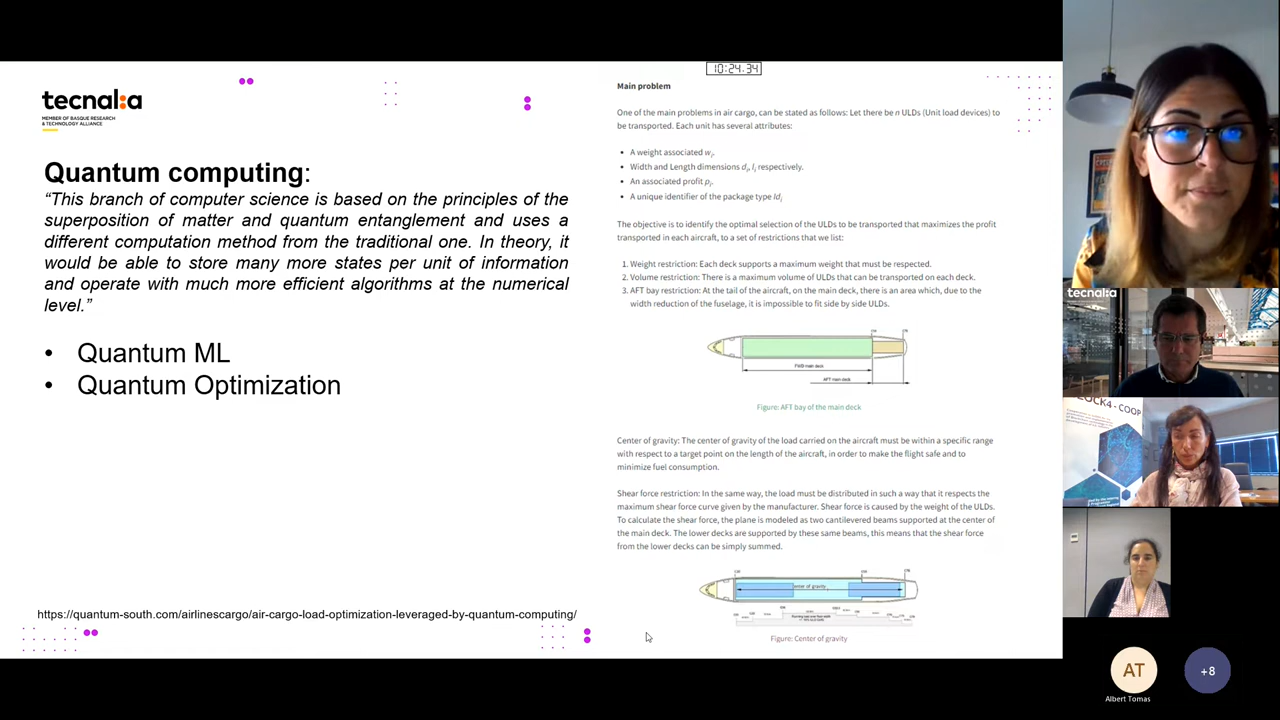 10:24.34
tecnal:a
MEMBER OF BASQUE RESEARCH
& TECHNOLOGY ALLIANCE
Quantum computing:
“This branch of computer science is based on the principles of the
superposition of matter and quantum entanglement and uses a
different computation method from the traditional one. In theory, it
would be able to store many more states per unit of information
and operate with much more efficient algorithms at the numerical
level.”
• Quantum ML
• Quantum Optimization
https://quantum-south.com/airlinescargo/air-cargo-load-optimization-leveraged-by-quantum-computing/
Main problem
One of the main problems in air cargo, can be stated as follows: Let there be n ULDs (Unit load devices) to
be transported. Each unit has several attributes:
• A weight associated wi.
• Width and Length dimensions di, li respectively.
• An associated profit pi.
• A unique identifier of the package type Idi
The objective is to identify the optimal selection of the ULDs to be transported that maximizes the profit
transported in each aircraft, to a set of restrictions that we list:
1. Weight restriction: Each deck supports a maximum weight that must be respected.
2. Volume restriction: There is a maximum volume of ULDs that can be transported on each deck.
3. AFT bay restriction: At the tail of the aircraft, on the main deck, there is an area which, due to the
width reduction of the fuselage, it is impossible to fit side by side ULDs.
FWD main deck
AFT main deck
Figure: AFT bay of the main deck
Center of gravity: The center of gravity of the load carried on the aircraft must be within a specific range
with respect to a target point on the length of the aircraft, in order to make the flight safe and to
minimize fuel consumption.
Shear force restriction: In the same way, the load must be distributed in such a way that it respects the
maximum shear force curve given by the manufacturer. Shear force is caused by the weight of the ULDs.
To calculate the shear force, the plane is modeled as two cantilevered beams supported at the center of
the main deck. The lower decks are supported by these same beams, this means that the shear force
from the lower decks can be simply summed.
center of gravity
Figure: Center of gravity
tecnal:a
LOCK4 - COOP
AT
Albert Tomas
+8